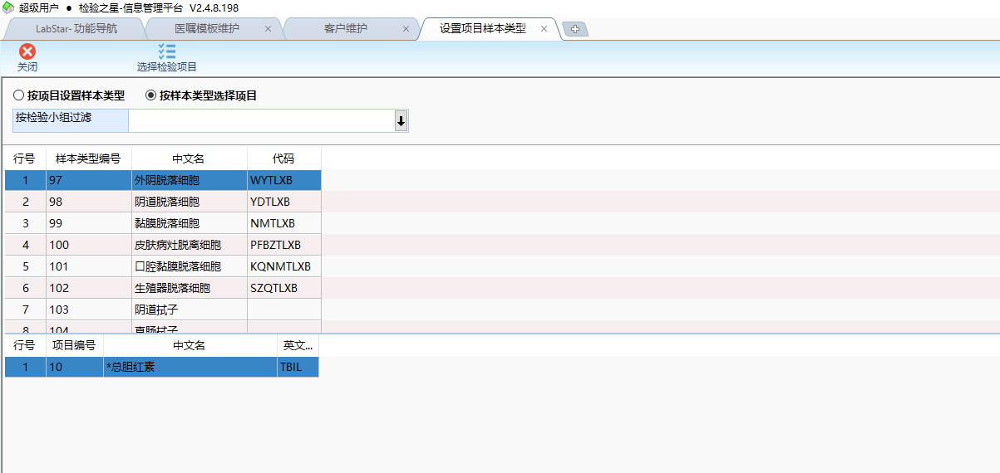 超级用户 ● 检验之星-信息管理平台 V2.4.8.198
LabStar- 功能导航 医嘱模板维护 × 客户维护 × 设置项目样本类型 ×
关闭 选择检验项目
按项目设置样本类型 按样本类型选择项目
按检验小组过滤
行号 样本类型编号 中文名 代码
1 97 外阴脱落细胞 WYTLXB
2 98 阴道脱落细胞 YDTLXB
3 99 黏膜脱落细胞 NMTLXB
4 100 皮肤病灶脱离细胞 PFBZTLXB
5 101 口腔黏膜脱落细胞 KQNMTLXB
6 102 生殖器脱落细胞 SZQTLXB
7 103 阴道拭子
8 104 直肠拭子
行号 项目编号 中文名 英文...
1 10 *总胆红素 TBIL